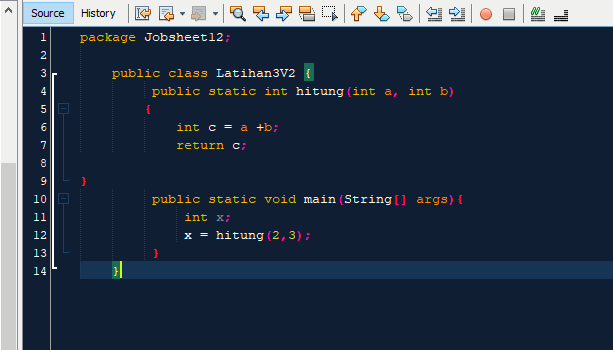 Source History
1 package Jobsheet12;
2
3 public class Latihan3V2 {
4 public static int hitung(int a, int b)
5 {
6 int c = a +b;
7 return c;
8
9 }
10 public static void main(String[] args){
11 int x;
12 x = hitung(2,3);
13 }
14 }